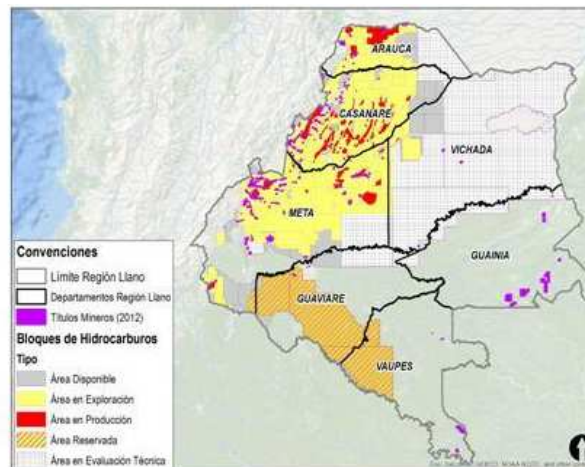 ARAUCA
CASANARE
VICHADA
META
GUAINIA
GUAVIARE
VAUPES
Convenciones
Limite Región Llano
Departamentos Región Llano
Títulos Mineros (2012)
Bloques de Hidrocarburos
Tipo
Área Disponible
Área en Exploración
Área en Producción
Área Reservada
Área en Evaluación Técnica